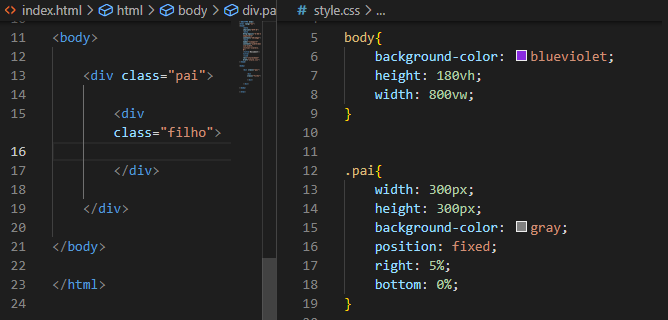 index.html > html > body > div.pa
11 <body>
12
13 <div class="pai">
14
15 <div
class="filho">
16
17 </div>
18
19 </div>
20
21 </body>
22
23 </html>
24
# style.css > ...
5 body{
6 background-color: blueviolet;
7 height: 180vh;
8 width: 800vw;
9 }
10
11
12 .pai{
13 width: 300px;
14 height: 300px;
15 background-color: gray;
16 position: fixed;
17 right: 5%;
18 bottom: 0%;
19 }